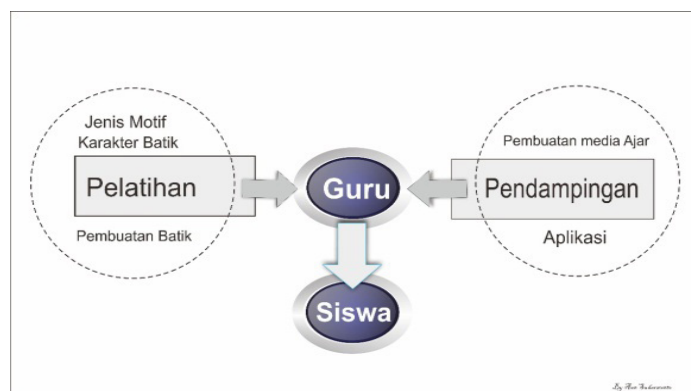 Jenis Motif
Karakter Batik
Pelatihan
Pembuatan Batik
Guru
Siswa
Pembuatan media Ajar
Pendampingan
Aplikasi